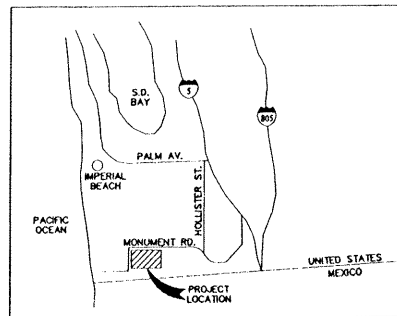 S.D.
BAY
5
805
PALM AV.
IMPERIAL
BEACH
HOLLISTER ST.
PACIFIC
OCEAN
MONUMENT RD.
UNITED STATES
MEXICO
PROJECT
LOCATION